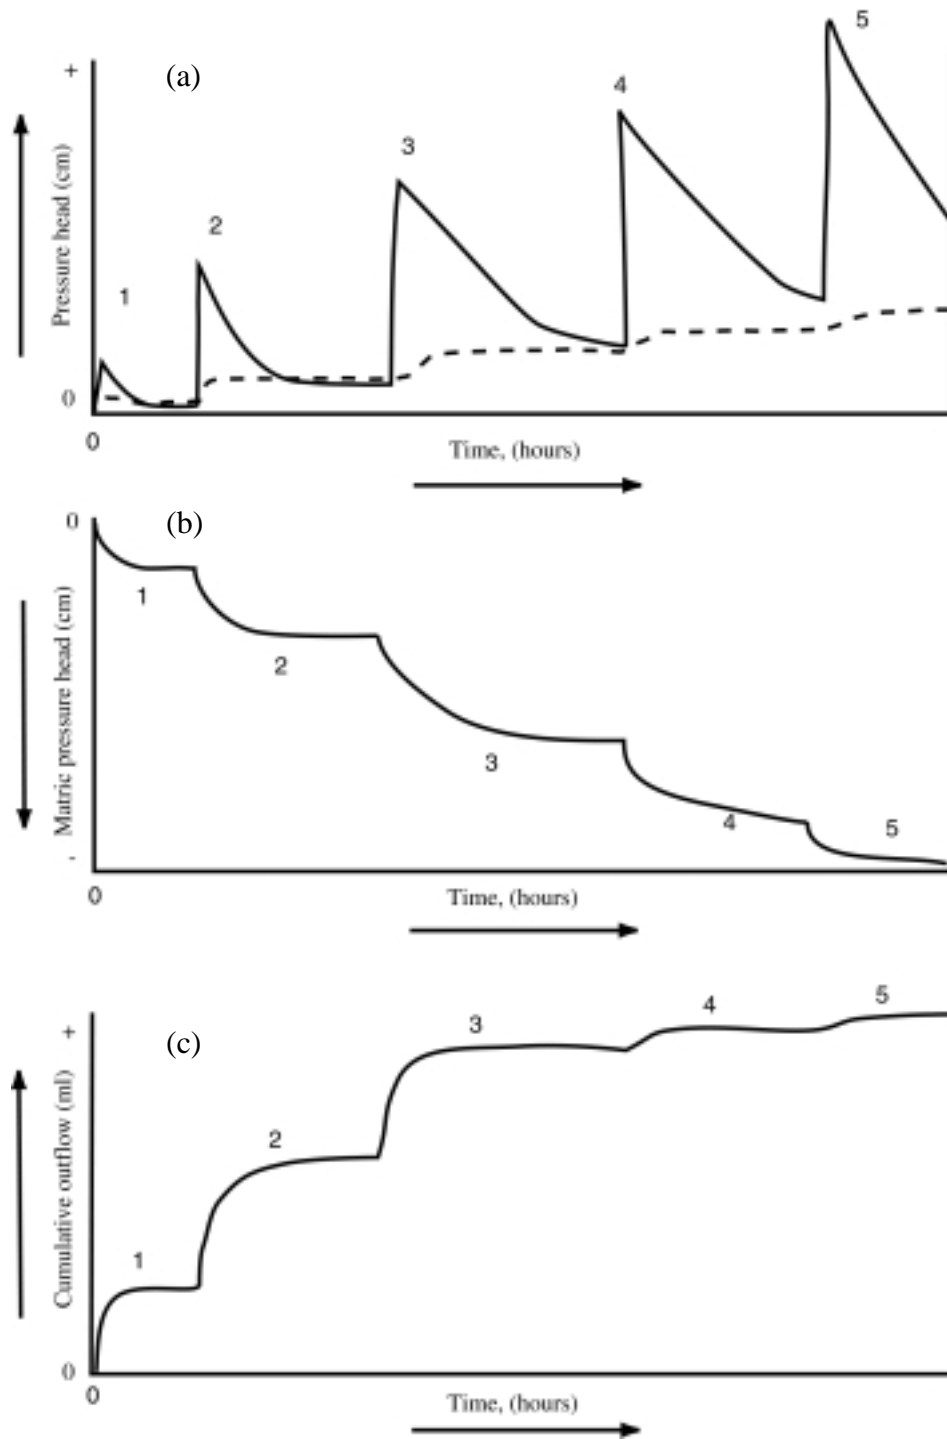 (a)
+
Pressure head (cm)
0
1
2
3
4
5
0
Time, (hours)
(b)
0
Matric pressure head (cm)
-
1
2
3
4
5
0
Time, (hours)
(c)
+
Cumulative outflow (ml)
0
1
2
3
4
5
0
Time, (hours)